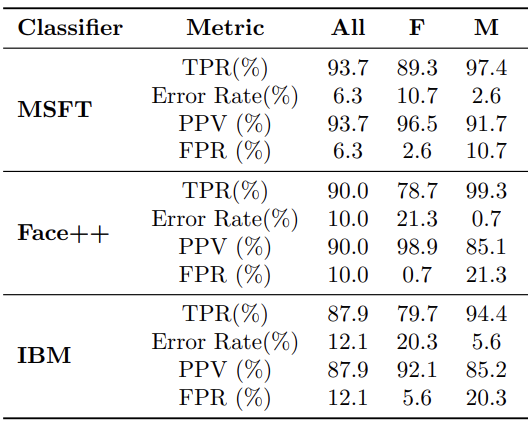 Classifier Metric All F M
TPR(%) 93.7 89.3 97.4
Error Rate(%) 6.3 10.7 2.6
MSFT
PPV (%) 93.7 96.5 91.7
FPR (%) 6.3 2.6 10.7
TPR(%) 90.0 78.7 99.3
Error Rate(%) 10.0 21.3 0.7
Face++
PPV (%) 90.0 98.9 85.1
FPR (%) 10.0 0.7 21.3
TPR(%) 87.9 79.7 94.4
Error Rate(%) 12.1 20.3 5.6
IBM
PPV (%) 87.9 92.1 85.2
FPR (%) 12.1 5.6 20.3